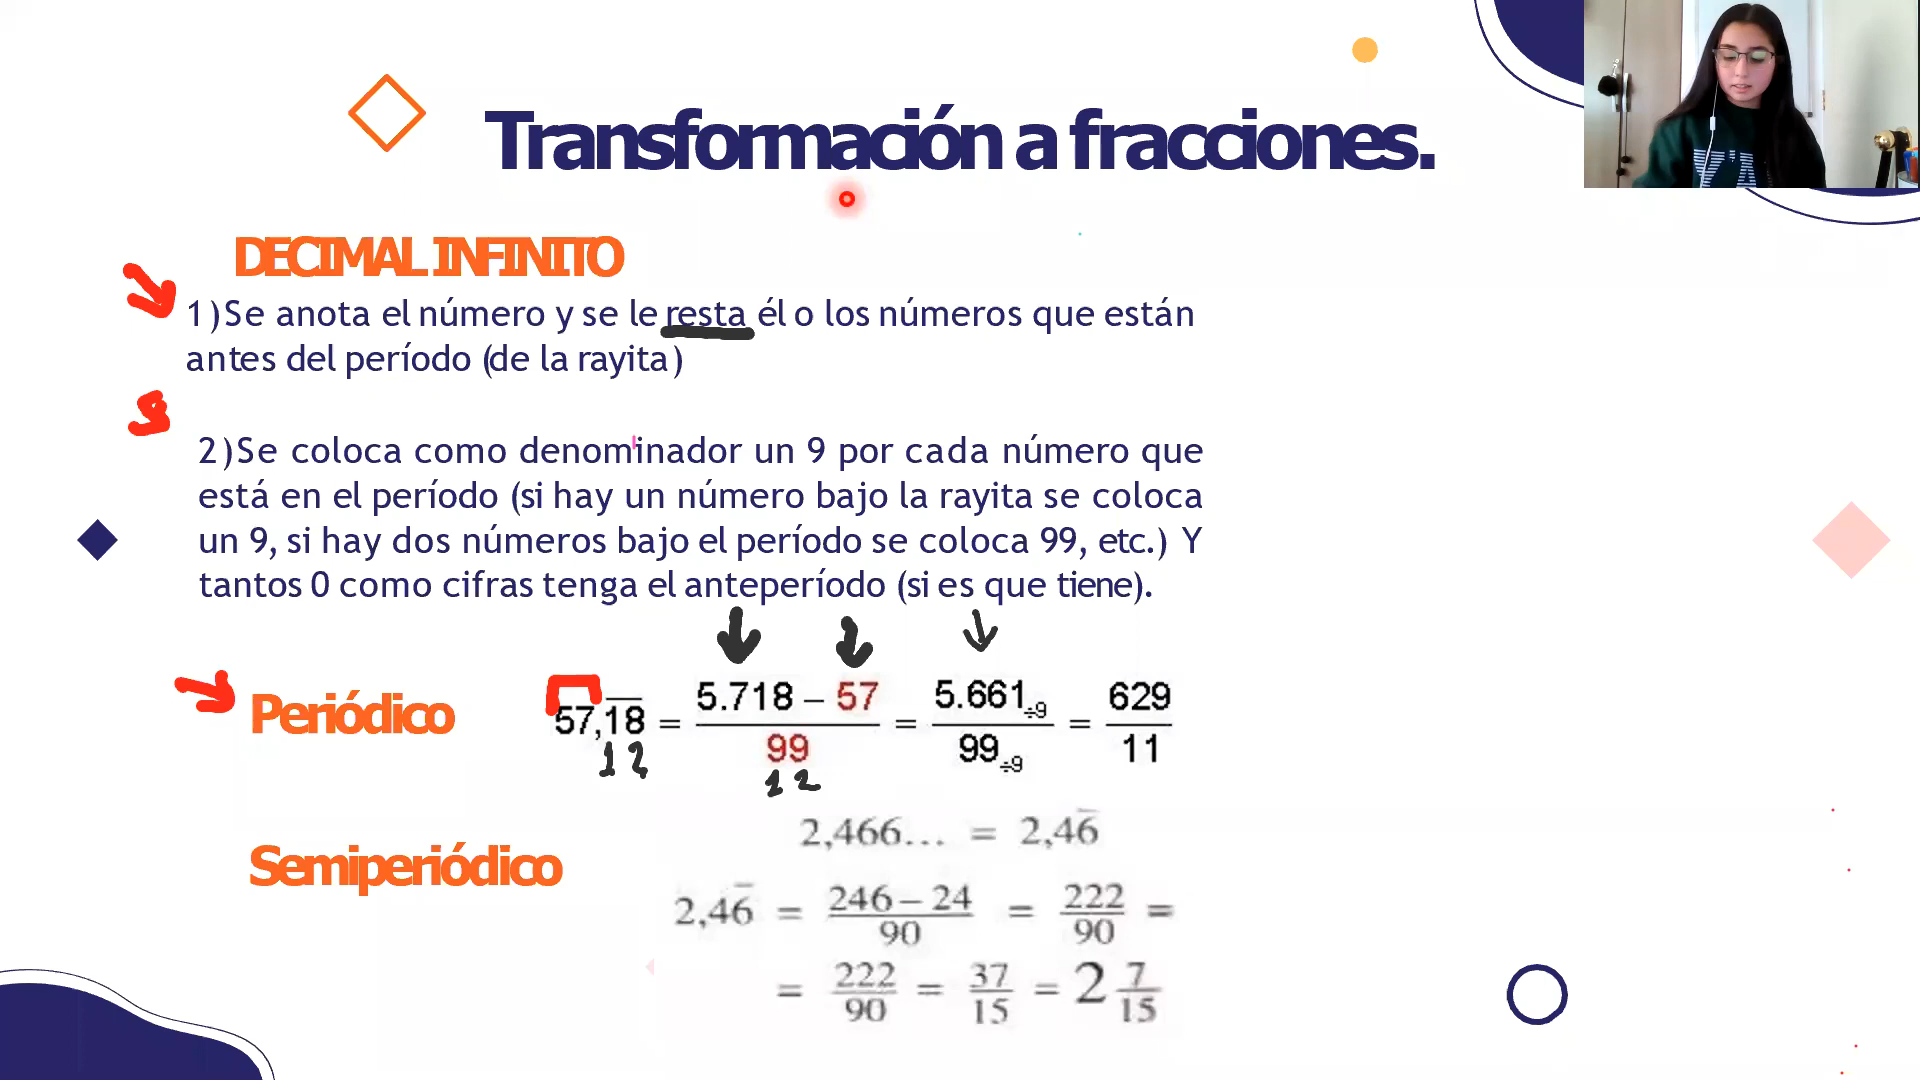 Transformación a fracciones.
DECIMAL INFINITO
1)Se anota el número y se le resta él o los números que están
antes del período (de la rayita)
2)Se coloca como denominador un 9 por cada número que
está en el período (si hay un número bajo la rayita se coloca
un 9, si hay dos números bajo el período se coloca 99, etc.) Y
tantos 0 como cifras tenga el anteperíodo (si es que tiene).
Periódico
57,1̅8̅ = 5.718 – 57 / 99 = 5.661÷9 / 99÷9 = 629 / 11
1 2
1 2
Semiperiódico
2,466... = 2,46̅
2,46̅ = 246 – 24 / 90 = 222 / 90 =
= 222 / 90 = 37 / 15 = 2 7 / 15